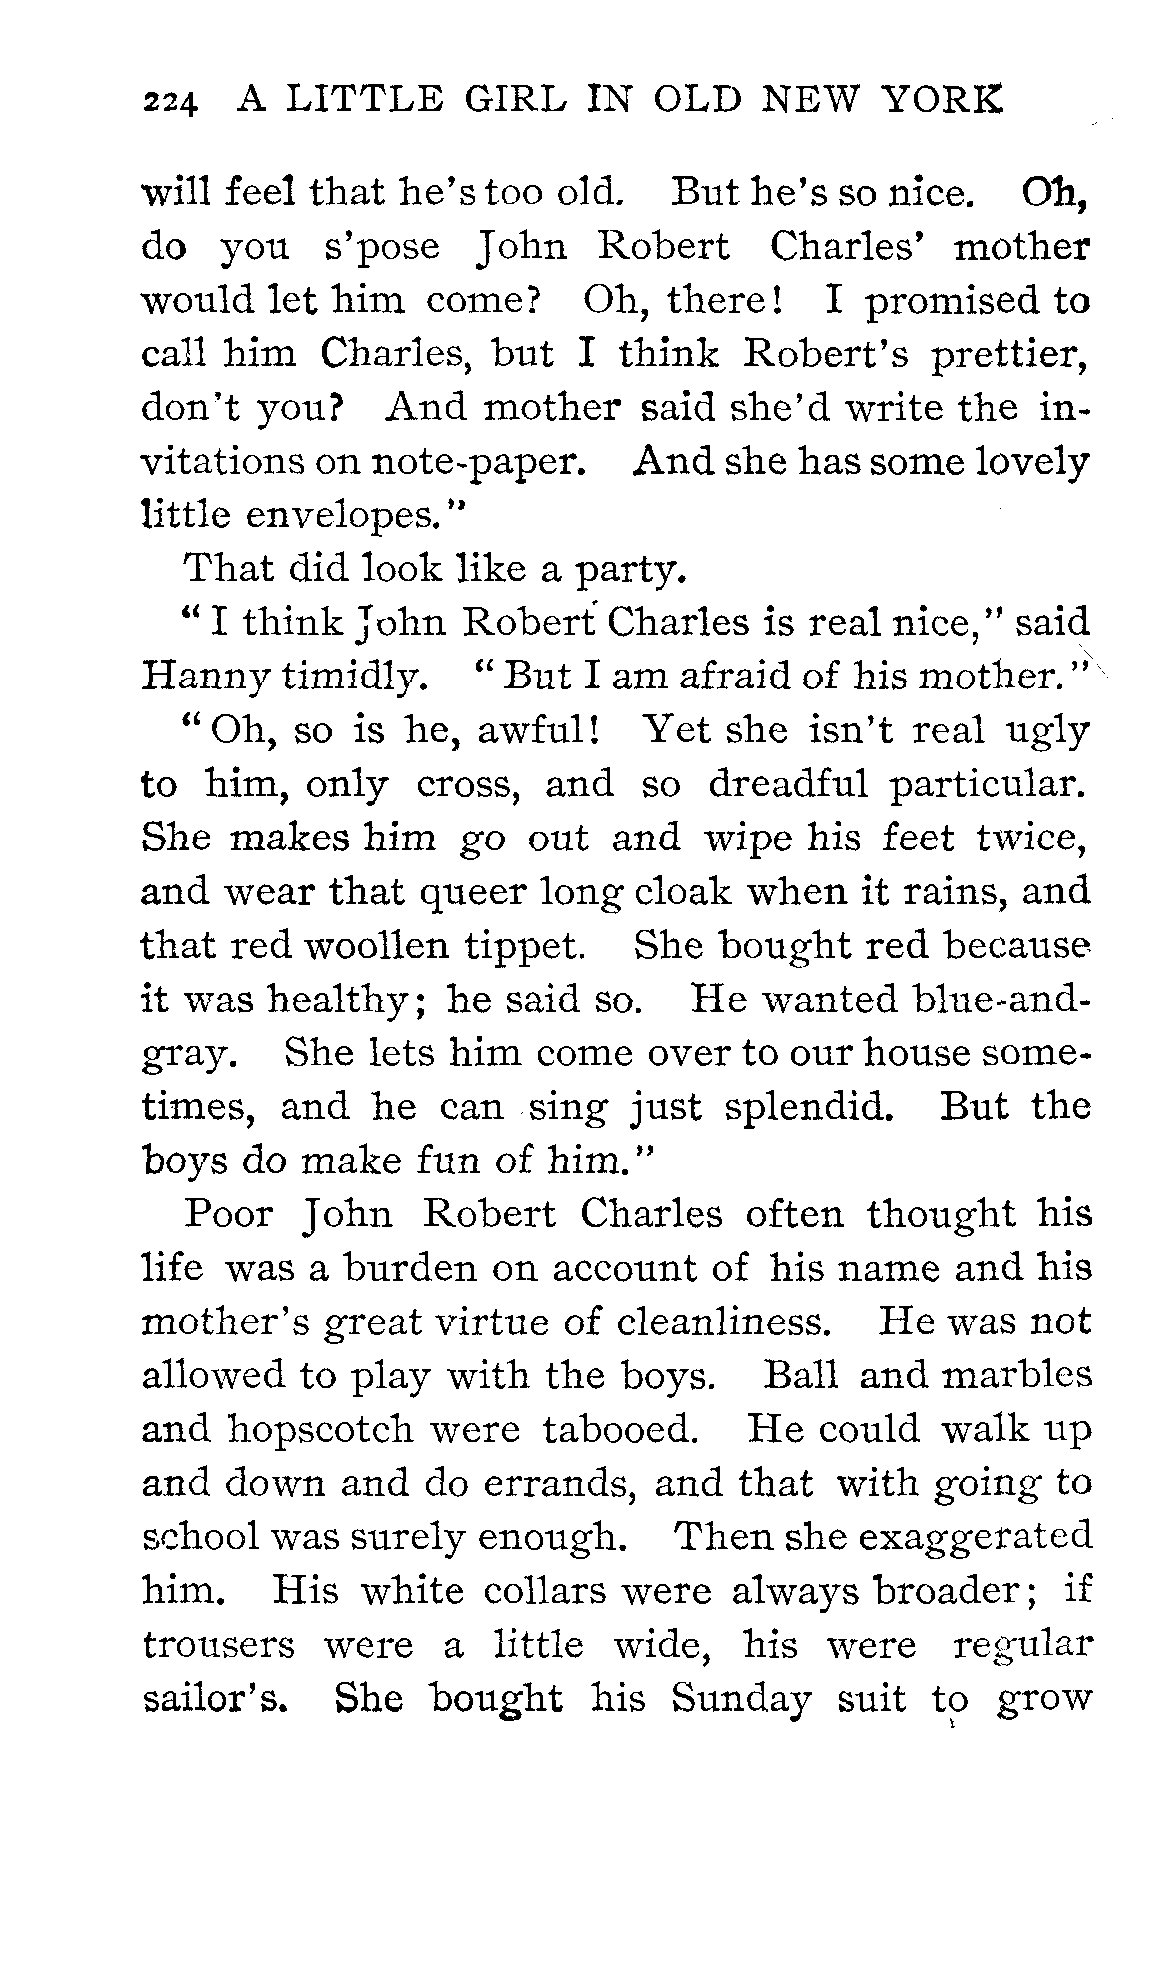 224 A LITTLE GIRL IN OLD NEW YORK
will feel that he's too old. But he's so nice. Oh,
do you s'pose John Robert Charles' mother
would let him come? Oh, there! I promised to
call him Charles, but I think Robert's prettier,
don't you? And mother said she'd write the in-
vitations on note-paper. And she has some lovely
little envelopes."
That did look like a party.
"I think John Robert Charles is real nice," said
Hanny timidly. "But I am afraid of his mother."
"Oh, so is he, awful! Yet she isn't real ugly
to him, only cross, and so dreadful particular.
She makes him go out and wipe his feet twice,
and wear that queer long cloak when it rains, and
that red woollen tippet. She bought red because
it was healthy; he said so. He wanted blue-and-
gray. She lets him come over to our house some-
times, and he can sing just splendid. But the
boys do make fun of him."
Poor John Robert Charles often thought his
life was a burden on account of his name and his
mother's great virtue of cleanliness. He was not
allowed to play with the boys. Ball and marbles
and hopscotch were tabooed. He could walk up
and down and do errands, and that with going to
school was surely enough. Then she exaggerated
him. His white collars were always broader; if
trousers were a little wide, his were regular
sailor's. She bought his Sunday suit to grow